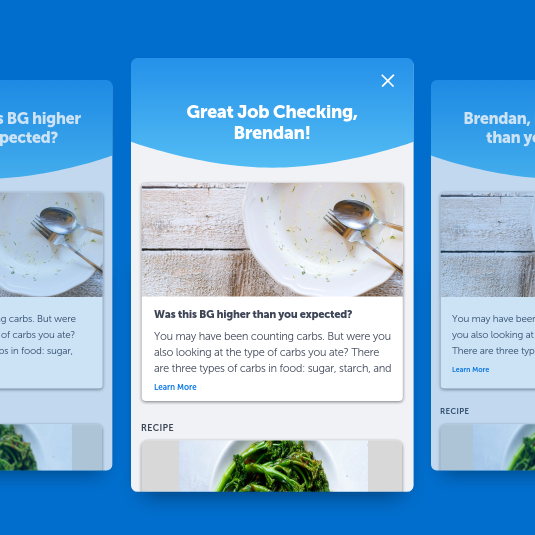 s BG higher
pected?
g carbs. But were
of carbs you ate?
bs in food: sugar,
Great Job Checking,
Brendan!
Was this BG higher than you expected?
You may have been counting carbs. But were you
also looking at the type of carbs you ate? There
are three types of carbs in food: sugar, starch, and
Learn More
RECIPE
Brendan,
than yo
You may have been
you also looking at
There are three typ
Learn More
RECIPE